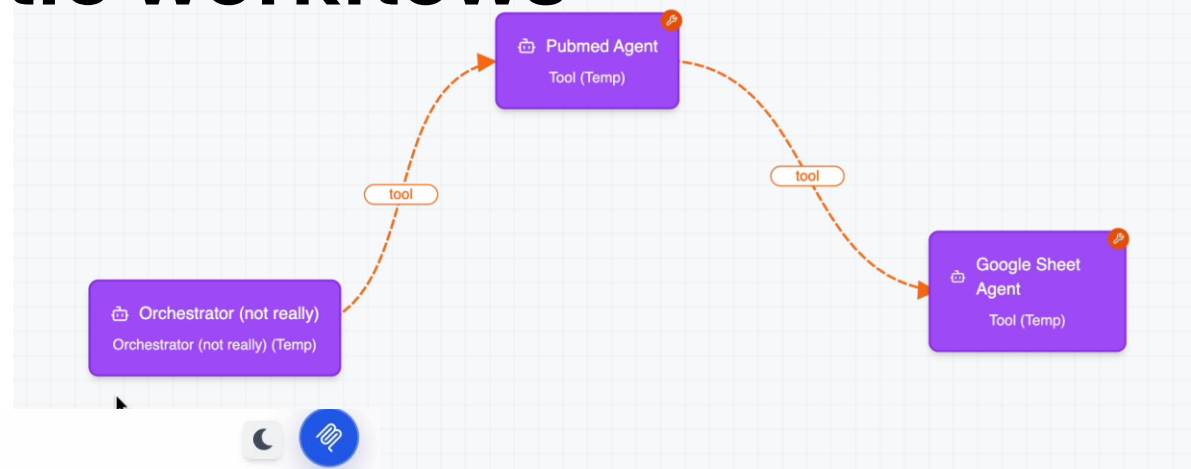 Pubmed Agent
Tool (Temp)
tool
tool
Google Sheet
Agent
Tool (Temp)
Orchestrator (not really)
Orchestrator (not really) (Temp)